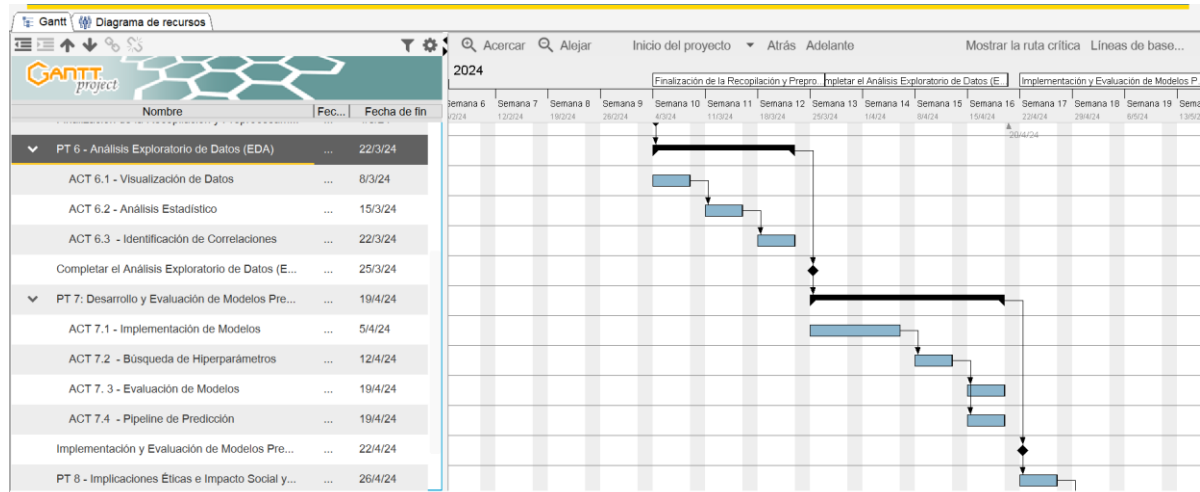 Gantt Diagrama de recursos
Acercar Alejar Inicio del proyecto Atrás Adelante Mostrar la ruta crítica Líneas de base...
GANTT project
2024
Finalización de la Recopilación y Prepro... mpletar el Análisis Exploratorio de Datos (E... Implementación y Evaluación de Modelos P
Nombre Fec... Fecha de fin
emana 6 Semana 7 Semana 8 Semana 9 Semana 10 Semana 11 Semana 12 Semana 13 Semana 14 Semana 15 Semana 16 Semana 17 Semana 18 Semana 19 Sema
/2/24 12/2/24 19/2/24 26/2/24 4/3/24 11/3/24 18/3/24 25/3/24 1/4/24 8/4/24 15/4/24 22/4/24 29/4/24 6/5/24 13/5/2
20/4/24
PT 6 - Análisis Exploratorio de Datos (EDA) ... 22/3/24
ACT 6.1 - Visualización de Datos ... 8/3/24
ACT 6.2 - Análisis Estadístico ... 15/3/24
ACT 6.3 - Identificación de Correlaciones ... 22/3/24
Completar el Análisis Exploratorio de Datos (E... ... 25/3/24
PT 7: Desarrollo y Evaluación de Modelos Pre... ... 19/4/24
ACT 7.1 - Implementación de Modelos ... 5/4/24
ACT 7.2 - Búsqueda de Hiperparámetros ... 12/4/24
ACT 7. 3 - Evaluación de Modelos ... 19/4/24
ACT 7.4 - Pipeline de Predicción ... 19/4/24
Implementación y Evaluación de Modelos Pre... ... 22/4/24
PT 8 - Implicaciones Éticas e Impacto Social y... ... 26/4/24